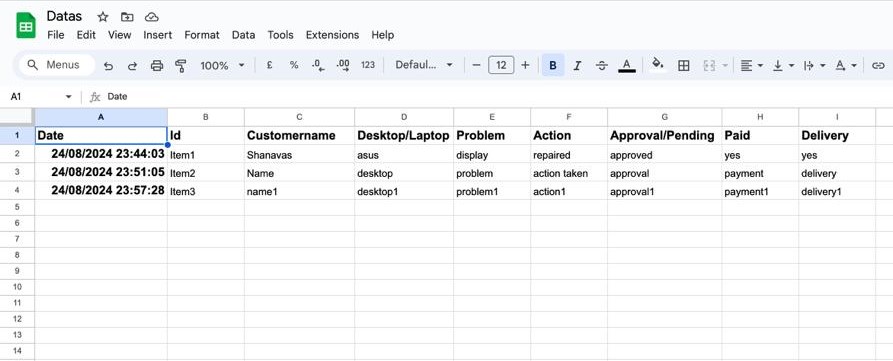 Datas
File Edit View Insert Format Data Tools Extensions Help
Menus 100% £ % .0 .00 123 Defaul... − 12 + B I S A A
A1 fx Date
A B C D E F G H I
1 Date Id Customername Desktop/Laptop Problem Action Approval/Pending Paid Delivery
2 24/08/2024 23:44:03 Item1 Shanavas asus display repaired approved yes yes
3 24/08/2024 23:51:05 Item2 Name desktop problem action taken approval payment delivery
4 24/08/2024 23:57:28 Item3 name1 desktop1 problem1 action1 approval1 payment1 delivery1
5
6
7
8
9
10
11
12
13
14